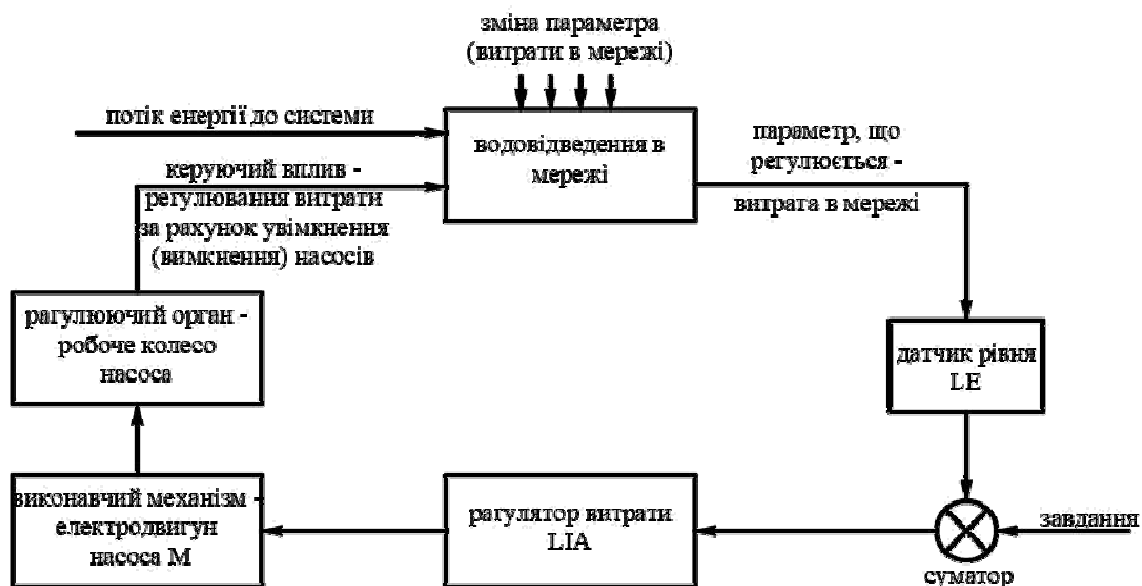 зміна параметра
(витрати в мережі)
потік енергії до системи
водовідведення в
мережі
параметр, що
регулюється -
витрата в мережі
керуючий вплив -
регулювання витрати
за рахунок увімкнення
(вимкнення) насосів
рагулюючий орган -
робоче колесо
насоса
датчик рівня
LE
виконавчий механізм -
електродвигун
насоса М
рагулятор витрати
LIA
завдання
суматор